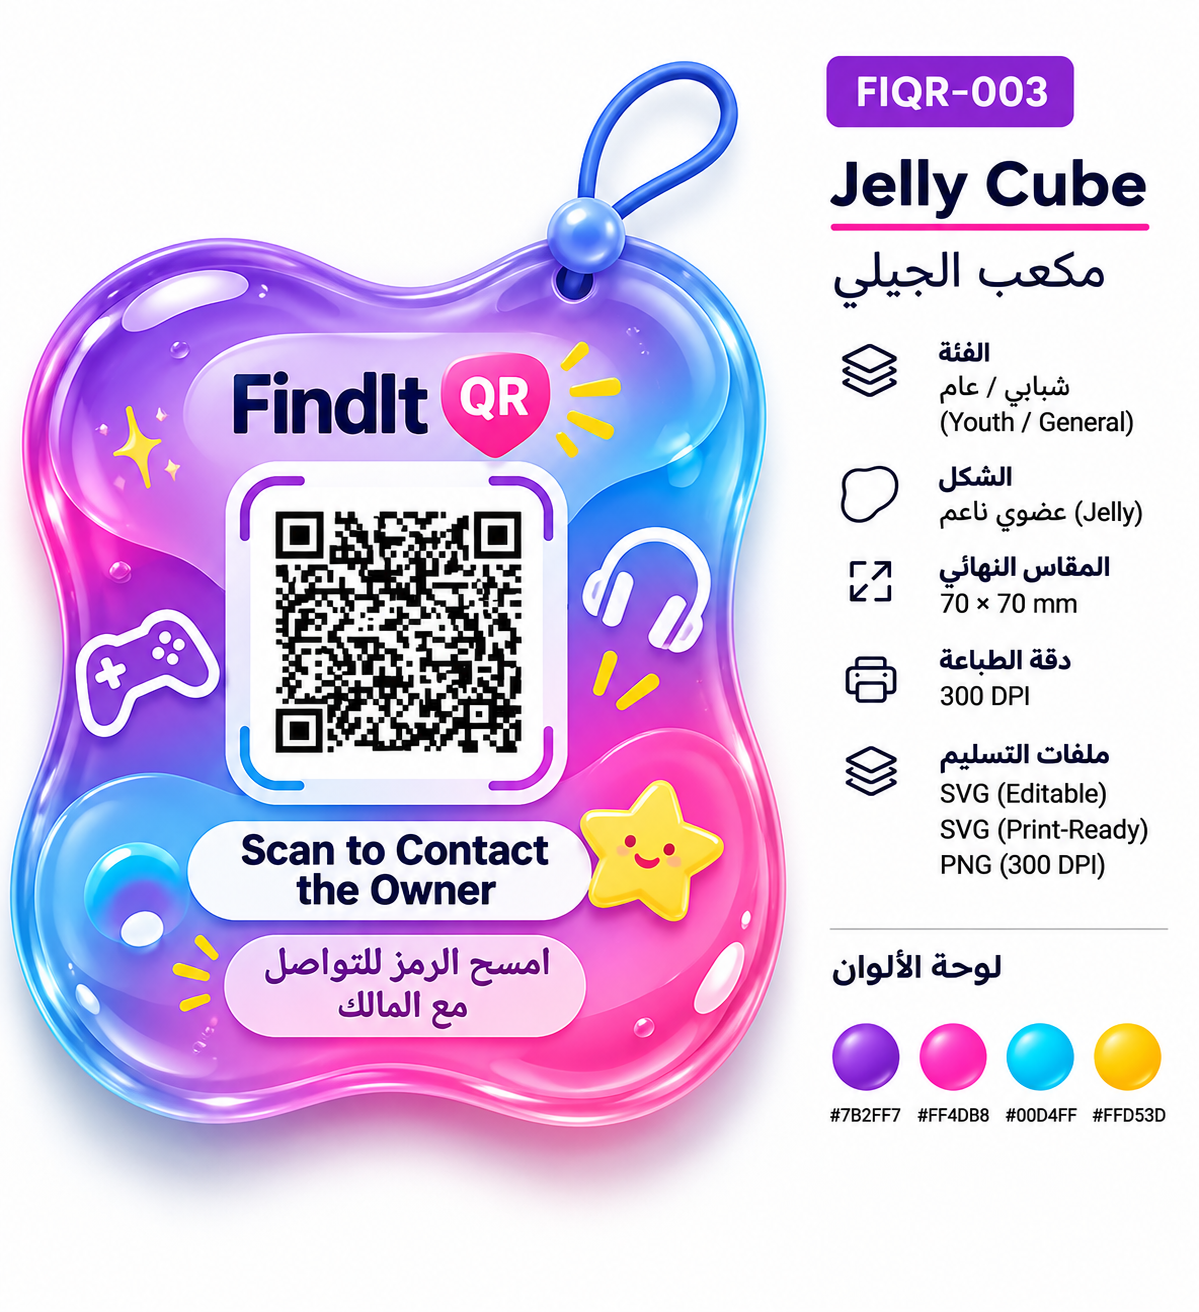 FindIt QR
Scan to Contact
the Owner
امسح الرمز للتواصل
مع المالك
FIQR-003
Jelly Cube
مكعب الجيلي
الفئة
شبابي / عام
(Youth / General)
الشكل
عضوي ناعم (Jelly)
المقاس النهائي
70 × 70 mm
دقة الطباعة
300 DPI
ملفات التسليم
SVG (Editable)
SVG (Print-Ready)
PNG (300 DPI)
لوحة الألوان
#7B2FF7 #FF4DB8 #00D4FF #FFD53D